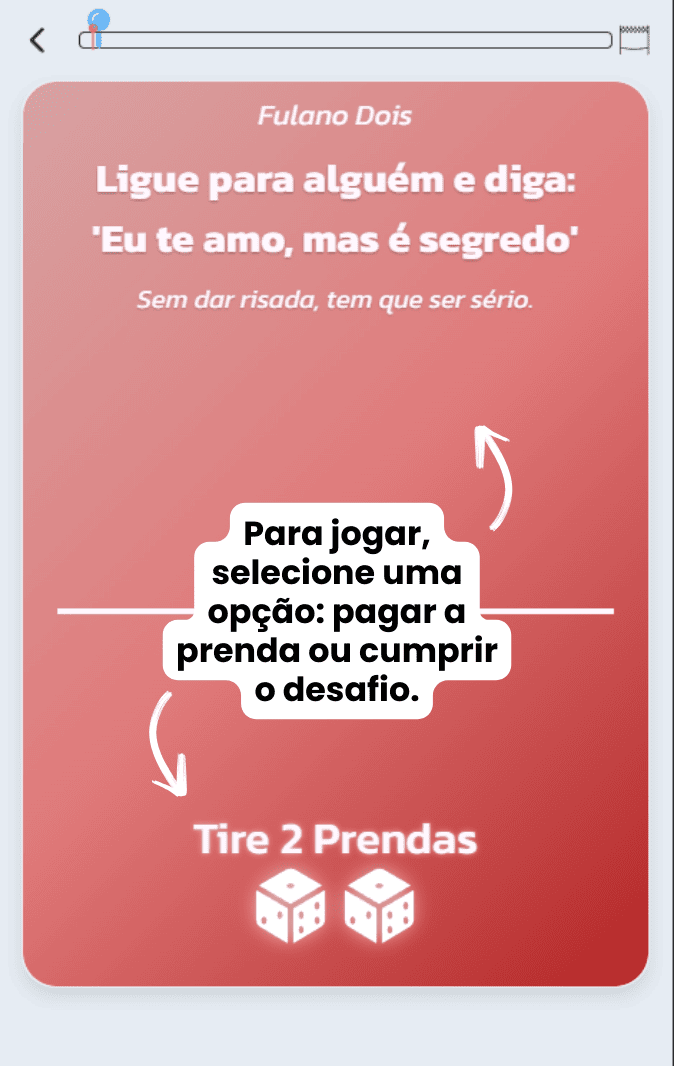 Fulano Dois
Ligue para alguém e diga:
'Eu te amo, mas é segredo'
Sem dar risada, tem que ser sério.
Para jogar,
selecione uma
opção: pagar a
prenda ou cumprir
o desafio.
Tire 2 Prendas